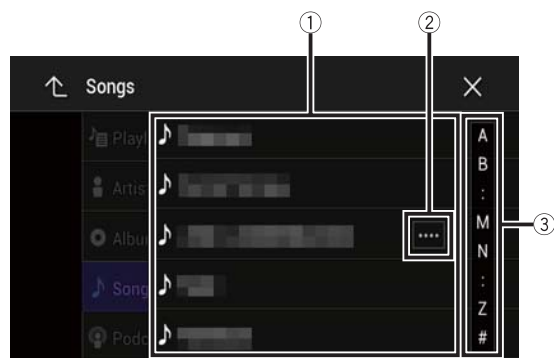 ① ②
Songs
Playl
Artis
Albu
Song
Podc
••••
A
B
:
M
N
:
Z
#
③